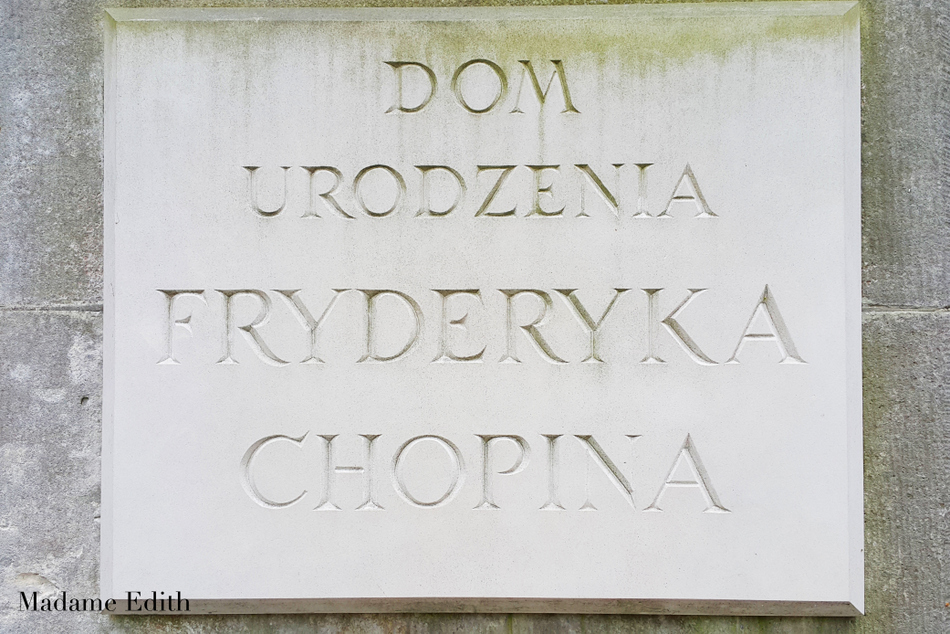 DOM
URODZENIA
FRYDERYKA
CHOPINA
Madame Edith